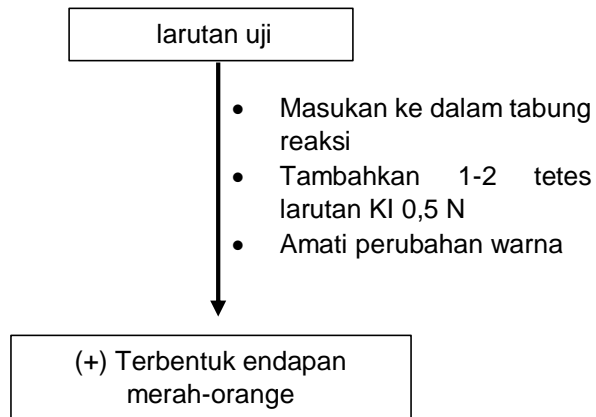 larutan uji
• Masukan ke dalam tabung
reaksi
• Tambahkan 1-2 tetes
larutan KI 0,5 N
• Amati perubahan warna
(+) Terbentuk endapan
merah-orange